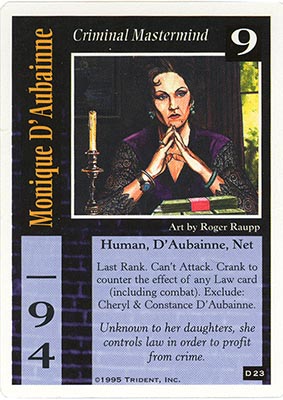 Monique D'Aubainne
Criminal Mastermind
9
Art by Roger Raupp
Human, D'Aubainne, Net
Last Rank. Can't Attack. Crank to
counter the effect of any Law card
(including combat). Exclude:
Cheryl & Constance D'Aubainne.
Unknown to her daughters, she
controls law in order to profit
from crime.
—
9
4
©1995 Trident, Inc.
D 23